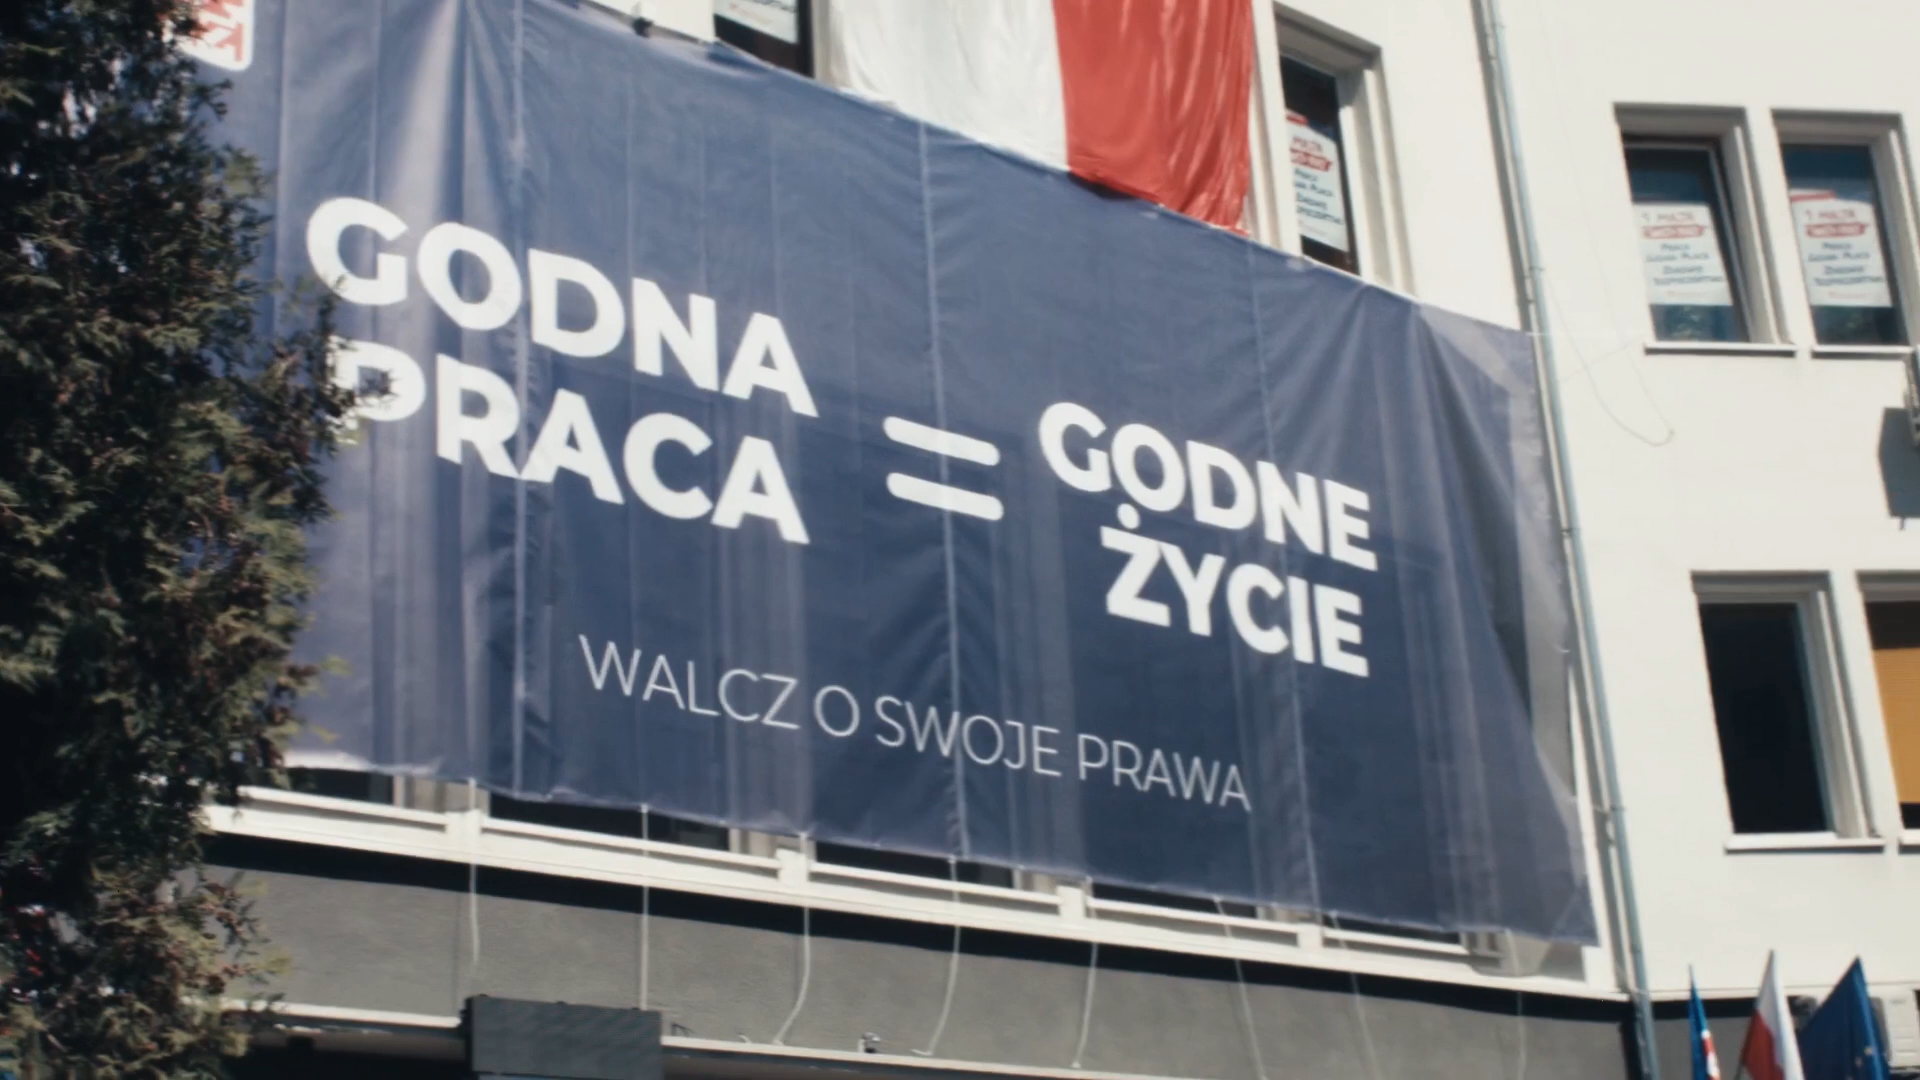 GODNA
PRACA
=
GODNE
ŻYCIE
WALCZ O SWOJE PRAWA